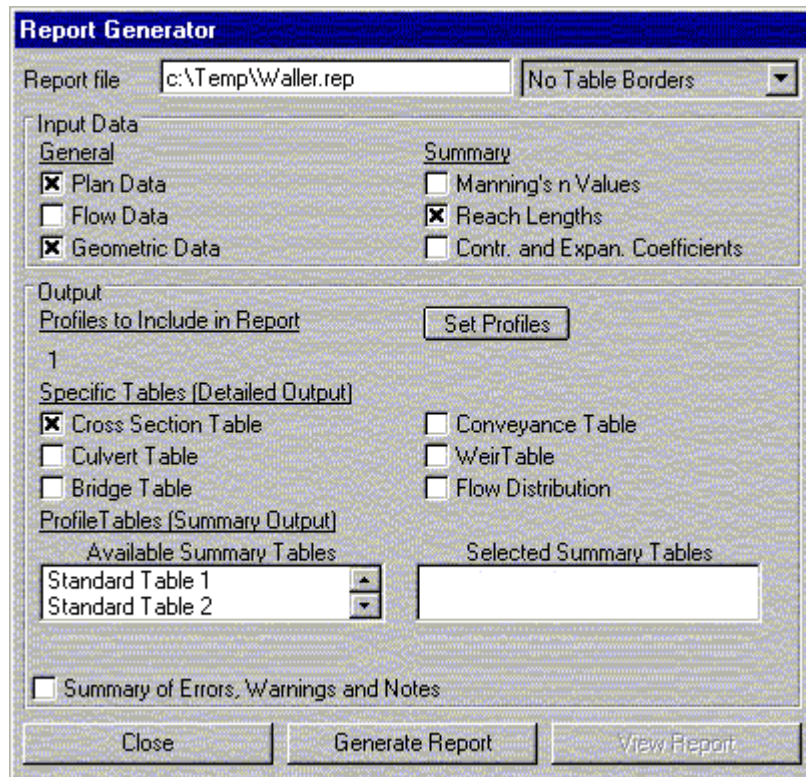 Report Generator
Report file c:\Temp\Waller.rep No Table Borders
Input Data
General Summary
Plan Data Manning's n Values
Flow Data Reach Lengths
Geometric Data Contr. and Expan. Coefficients
Output
Profiles to Include in Report Set Profiles
1
Specific Tables (Detailed Output)
Cross Section Table Conveyance Table
Culvert Table WeirTable
Bridge Table Flow Distribution
ProfileTables (Summary Output)
Available Summary Tables Selected Summary Tables
Standard Table 1
Standard Table 2
Summary of Errors, Warnings and Notes
Close Generate Report View Report